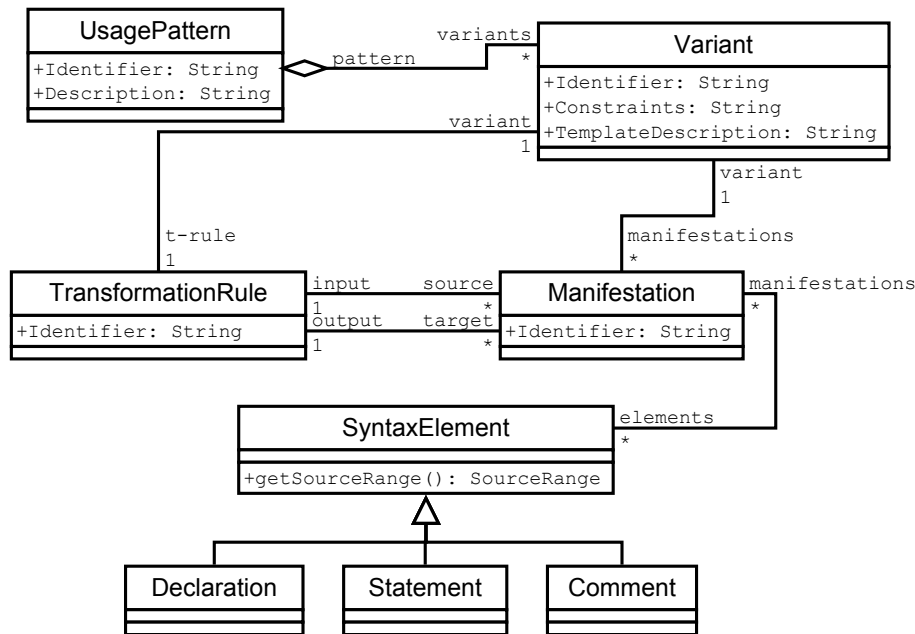 UsagePattern
+Identifier: String
+Description: String
pattern
variants
*
Variant
+Identifier: String
+Constraints: String
+TemplateDescription: String
variant
1
variant
1
t-rule
1
manifestations
*
TransformationRule
+Identifier: String
input
1
source
*
output
1
target
*
Manifestation
+Identifier: String
manifestations
*
elements
*
SyntaxElement
+getSourceRange(): SourceRange
Declaration
Statement
Comment